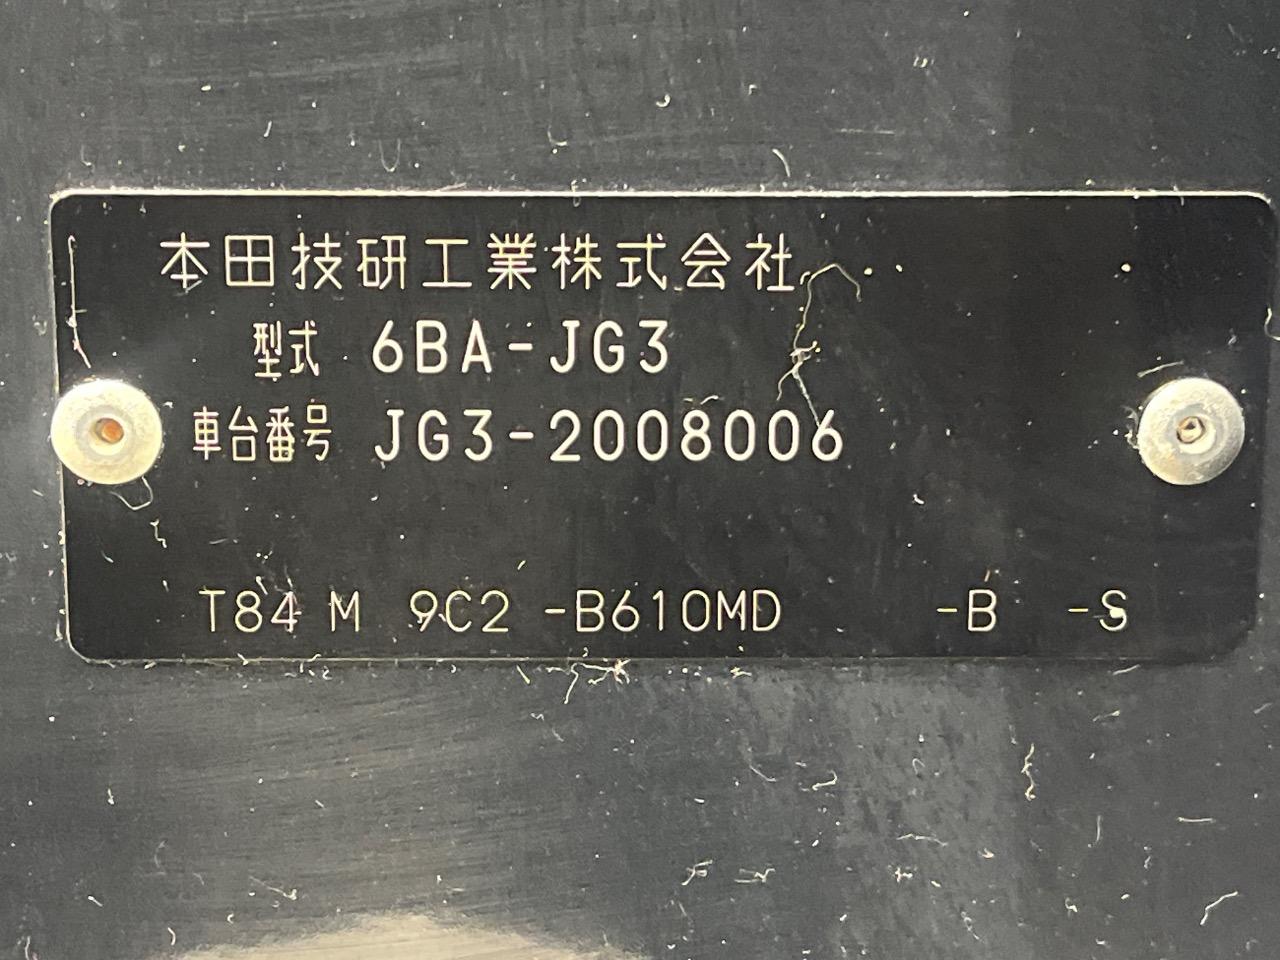 本田技研工業株式会社
型式 6BA-JG3
車台番号 JG3-2008006
T84 M 9C2 -B610MD -B -S